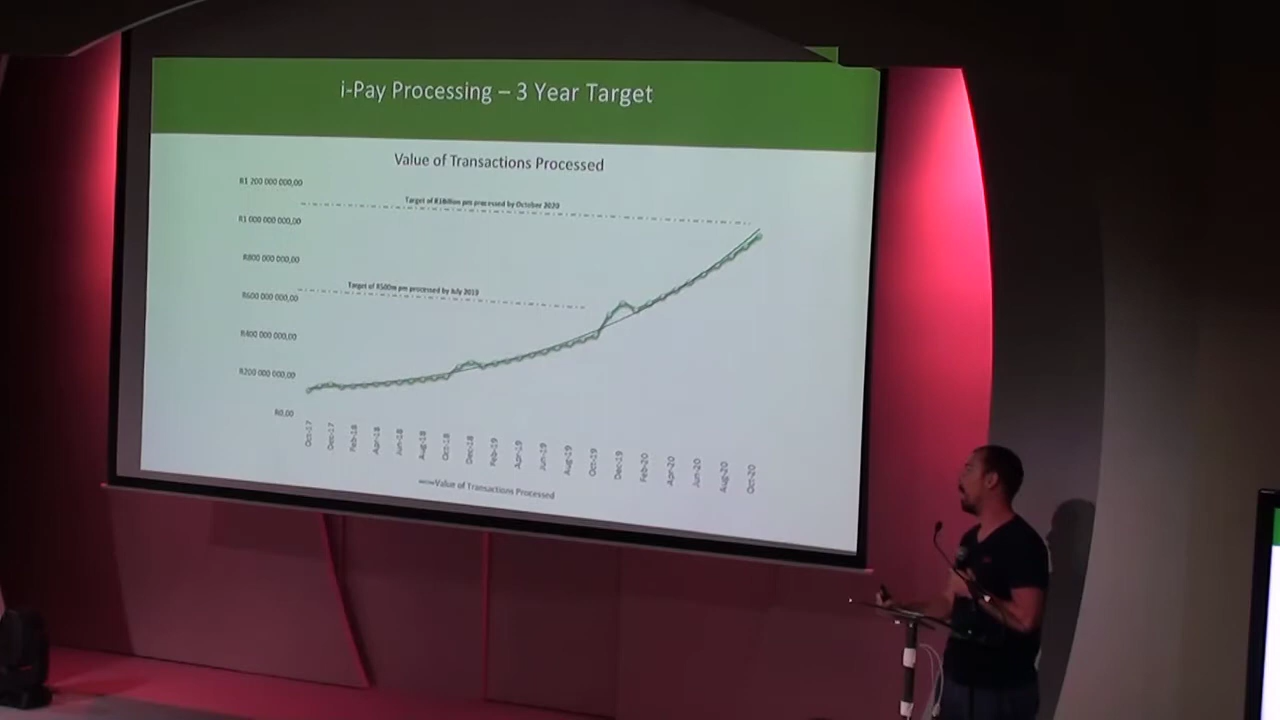 i-Pay Processing – 3 Year Target
Value of Transactions Processed
R1 200 000 000,00
Target of R1Billion pm processed by October 2020
R1 000 000 000,00
R800 000 000,00
Target of R500m pm processed by July 2019
R600 000 000,00
R400 000 000,00
R200 000 000,00
R0,00
Oct-17
Dec-17
Feb-18
Apr-18
Jun-18
Aug-18
Oct-18
Dec-18
Feb-19
Apr-19
Jun-19
Aug-19
Oct-19
Dec-19
Feb-20
Apr-20
Jun-20
Aug-20
Oct-20
Value of Transactions Processed